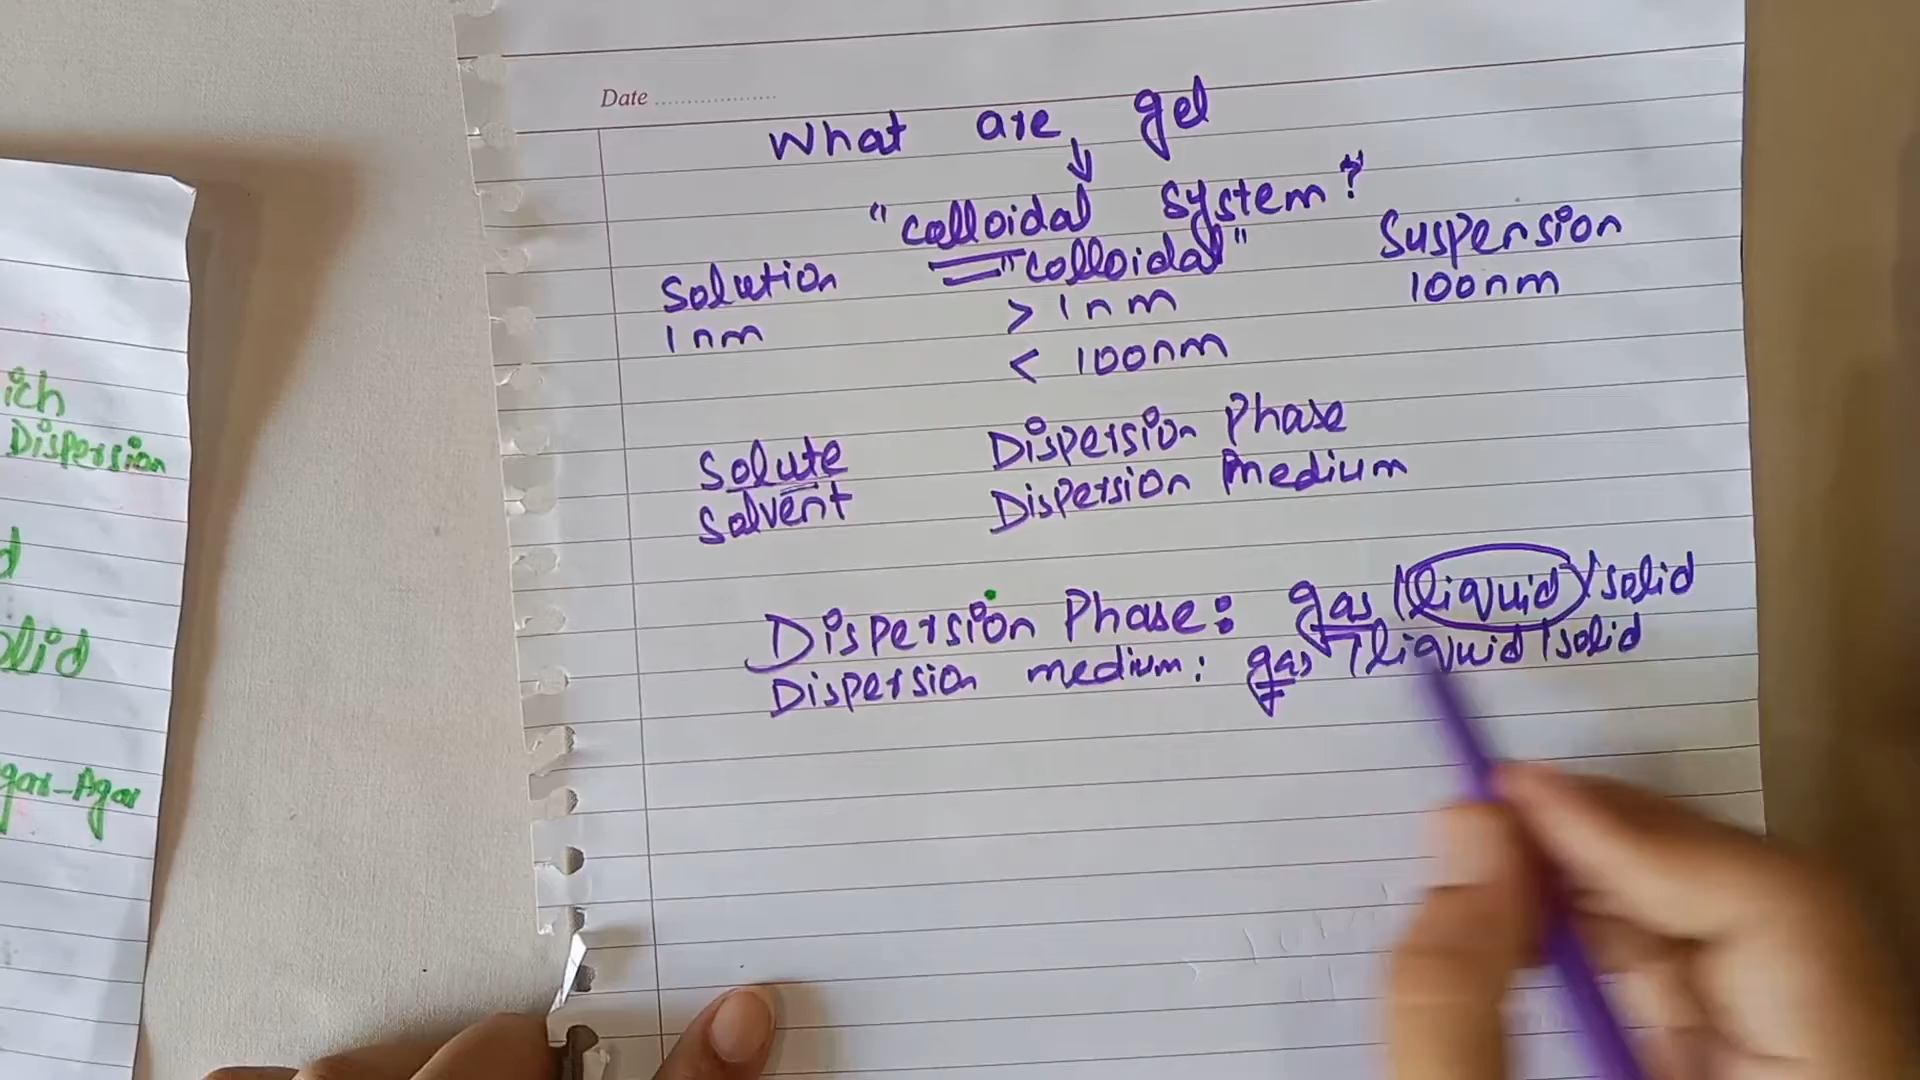 ich
Dispersion
d
olid
gar-Agar
Date
What are gel
"colloidal system?"
Solution "colloidal" Suspension
1nm > 1nm 100nm
< 100nm
Solute Dispersion Phase
Solvent Dispersion Medium
Dispersion Phase: gas/liquid/solid
Dispersion medium: gas/liquid/solid